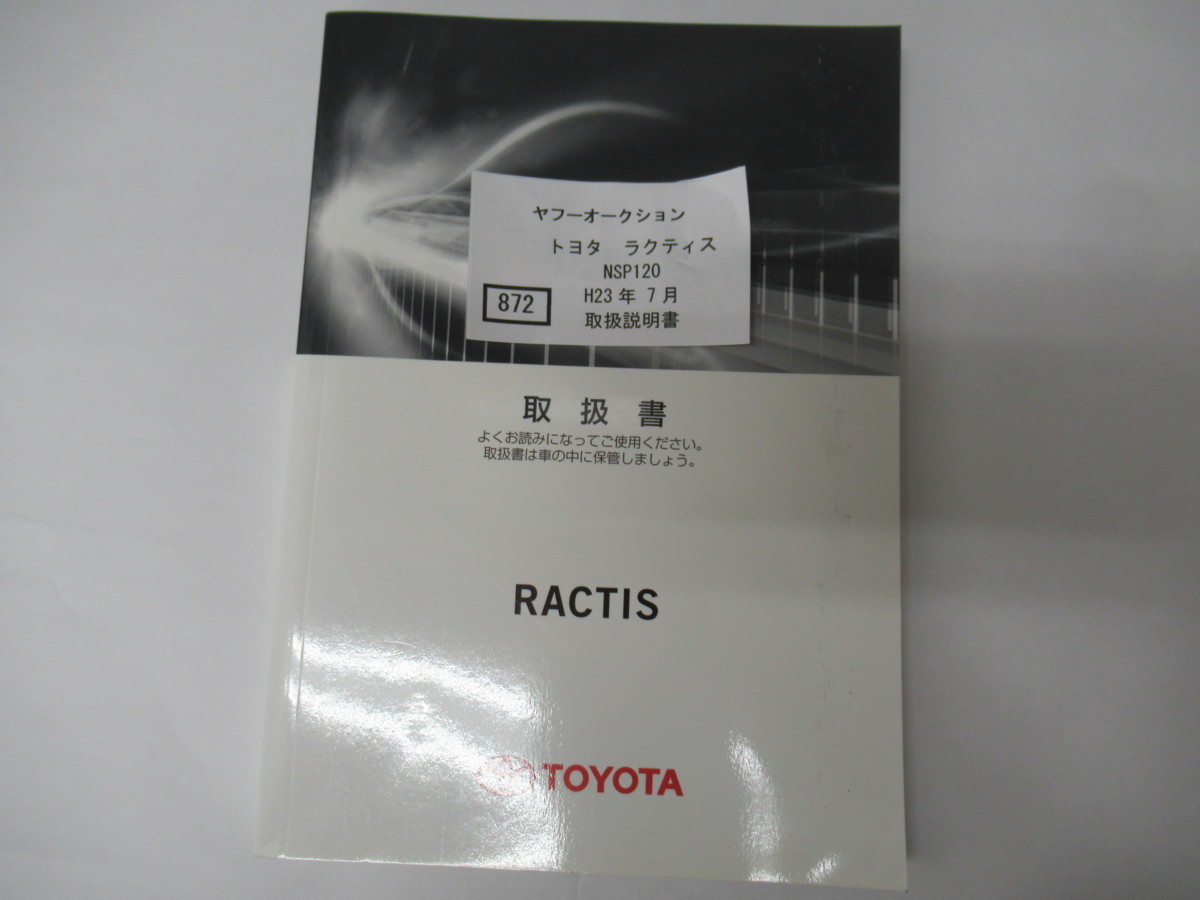 ヤフーオークション
トヨタ ラクティス
NSP120
872
H23年7月
取扱説明書
取扱書
よくお読みになってご使用ください。
取扱書は車の中に保管しましょう。
RACTIS
TOYOTA